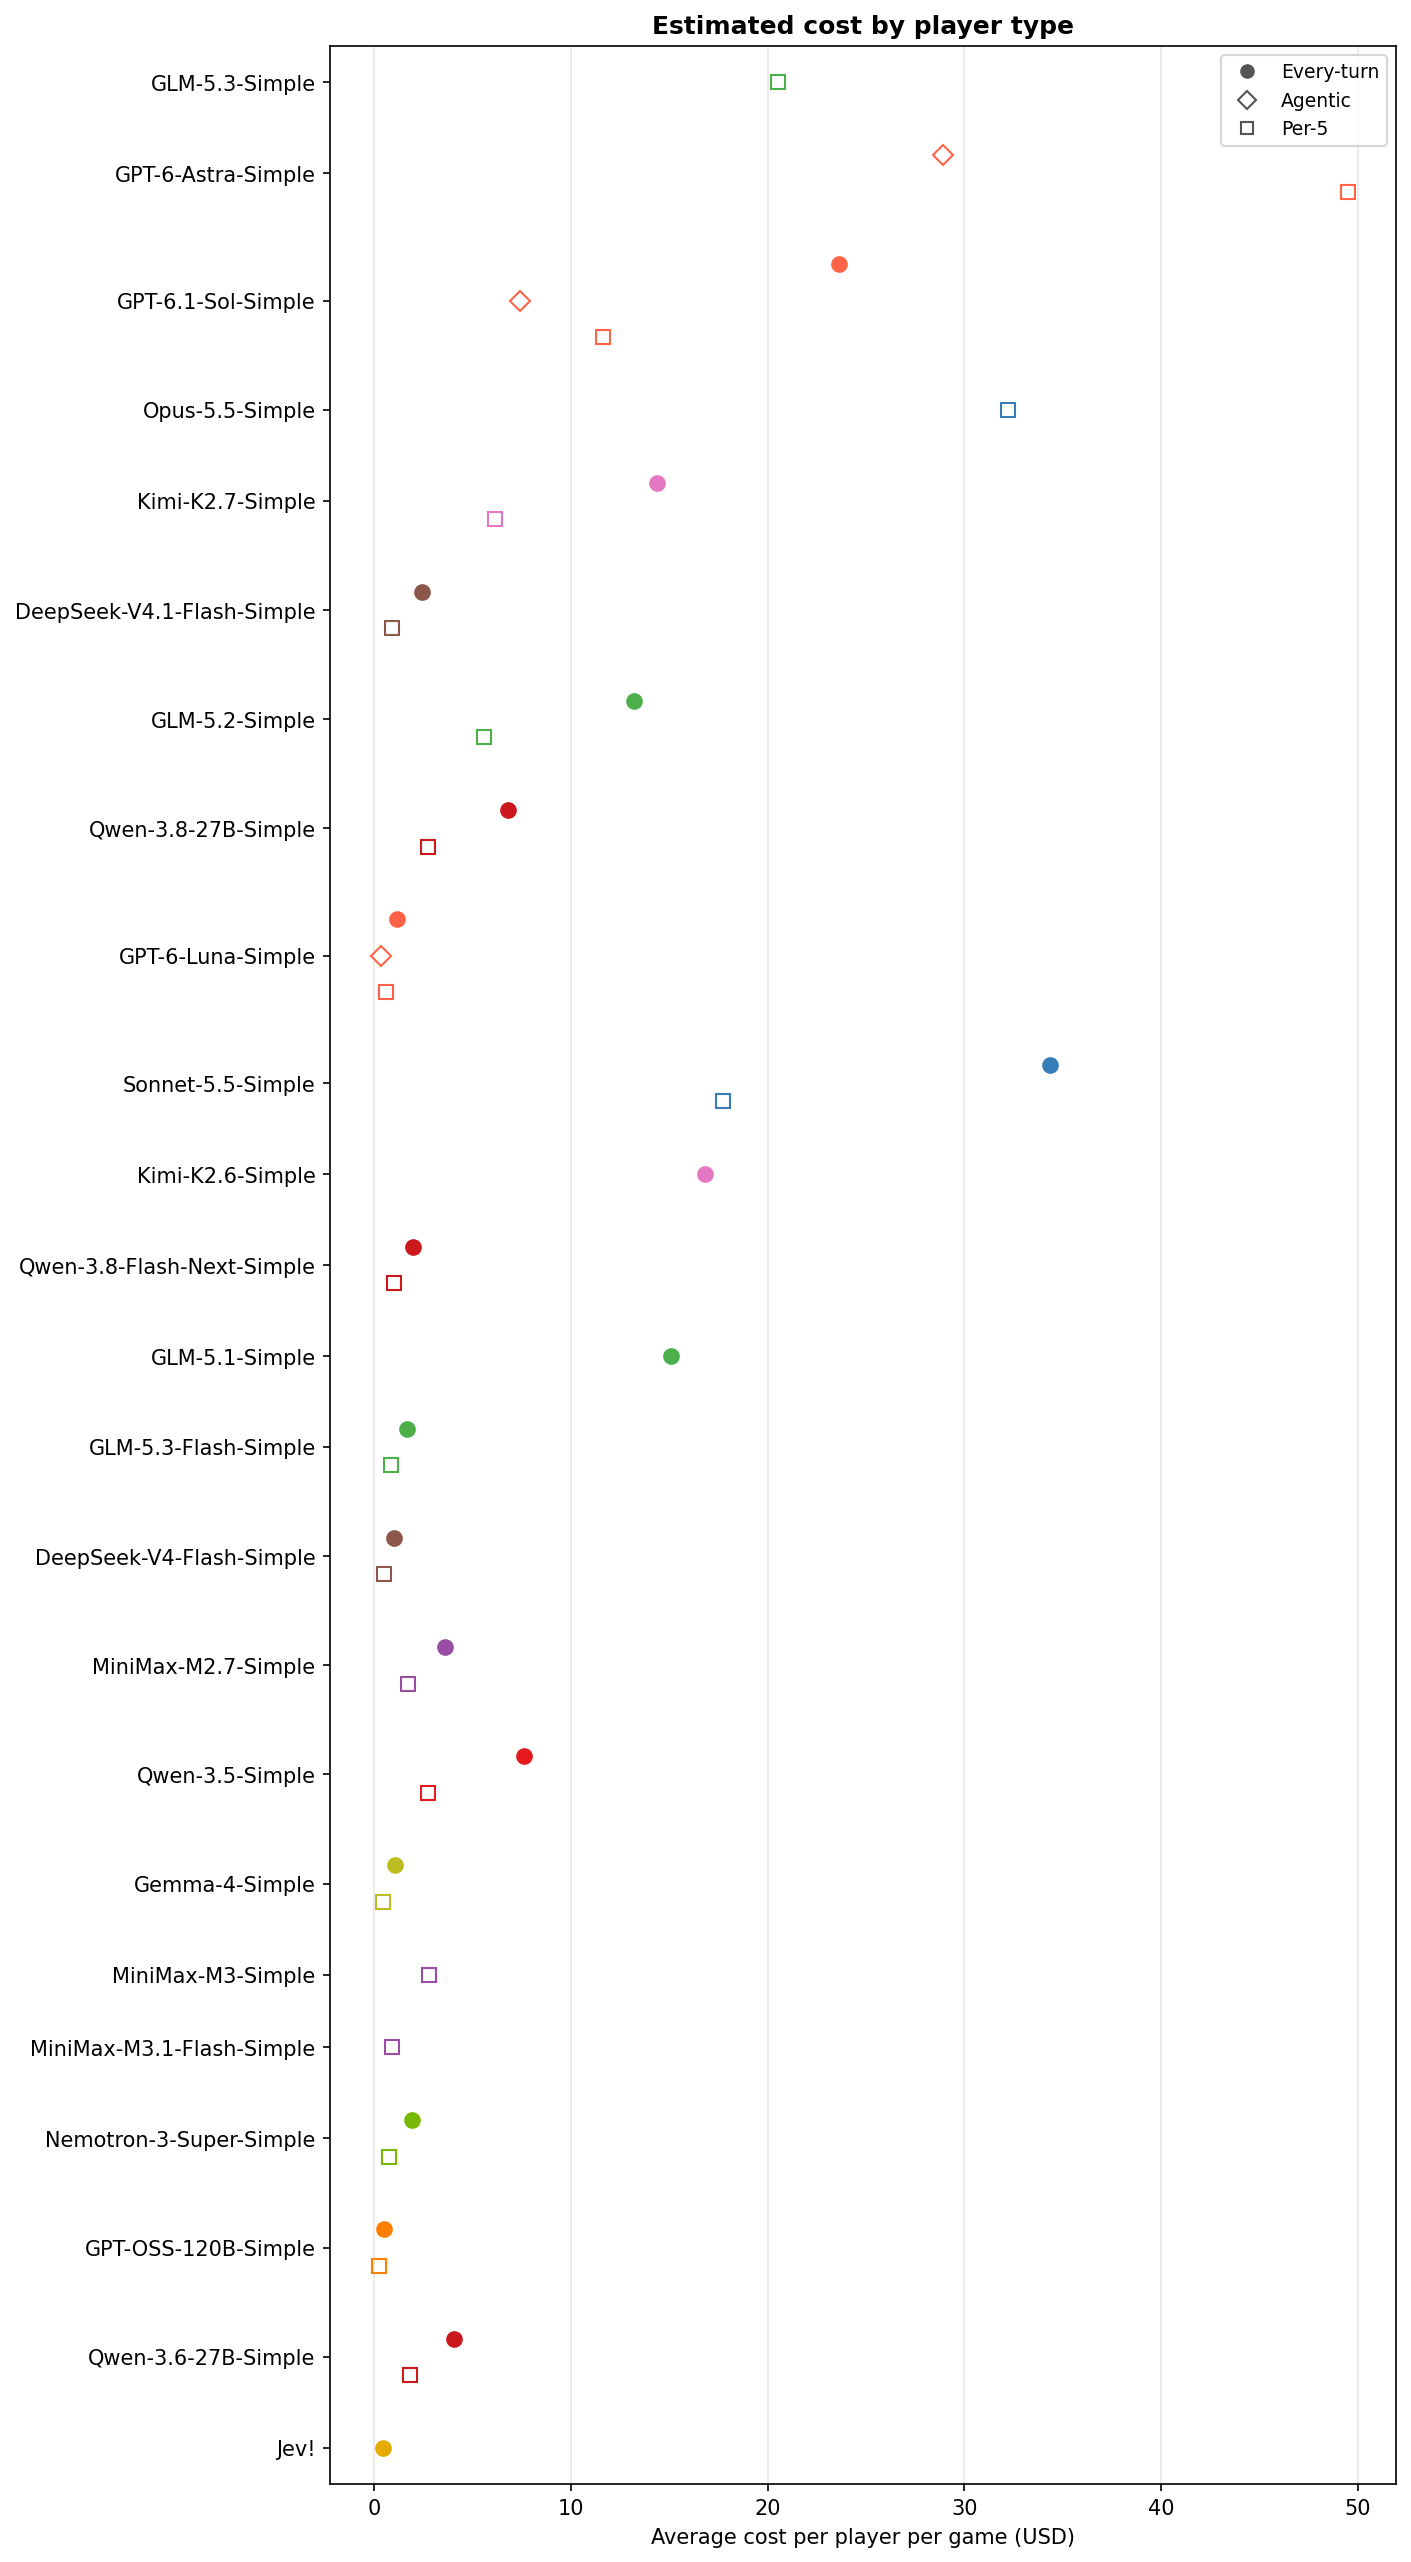 Estimated cost by player type
Every-turn
Agentic
Per-5
GLM-5.3-Simple
GPT-6-Astra-Simple
GPT-6.1-Sol-Simple
Opus-5.5-Simple
Kimi-K2.7-Simple
DeepSeek-V4.1-Flash-Simple
GLM-5.2-Simple
Qwen-3.8-27B-Simple
GPT-6-Luna-Simple
Sonnet-5.5-Simple
Kimi-K2.6-Simple
Qwen-3.8-Flash-Next-Simple
GLM-5.1-Simple
GLM-5.3-Flash-Simple
DeepSeek-V4-Flash-Simple
MiniMax-M2.7-Simple
Qwen-3.5-Simple
Gemma-4-Simple
MiniMax-M3-Simple
MiniMax-M3.1-Flash-Simple
Nemotron-3-Super-Simple
GPT-OSS-120B-Simple
Qwen-3.6-27B-Simple
Jev!
0 10 20 30 40 50
Average cost per player per game (USD)